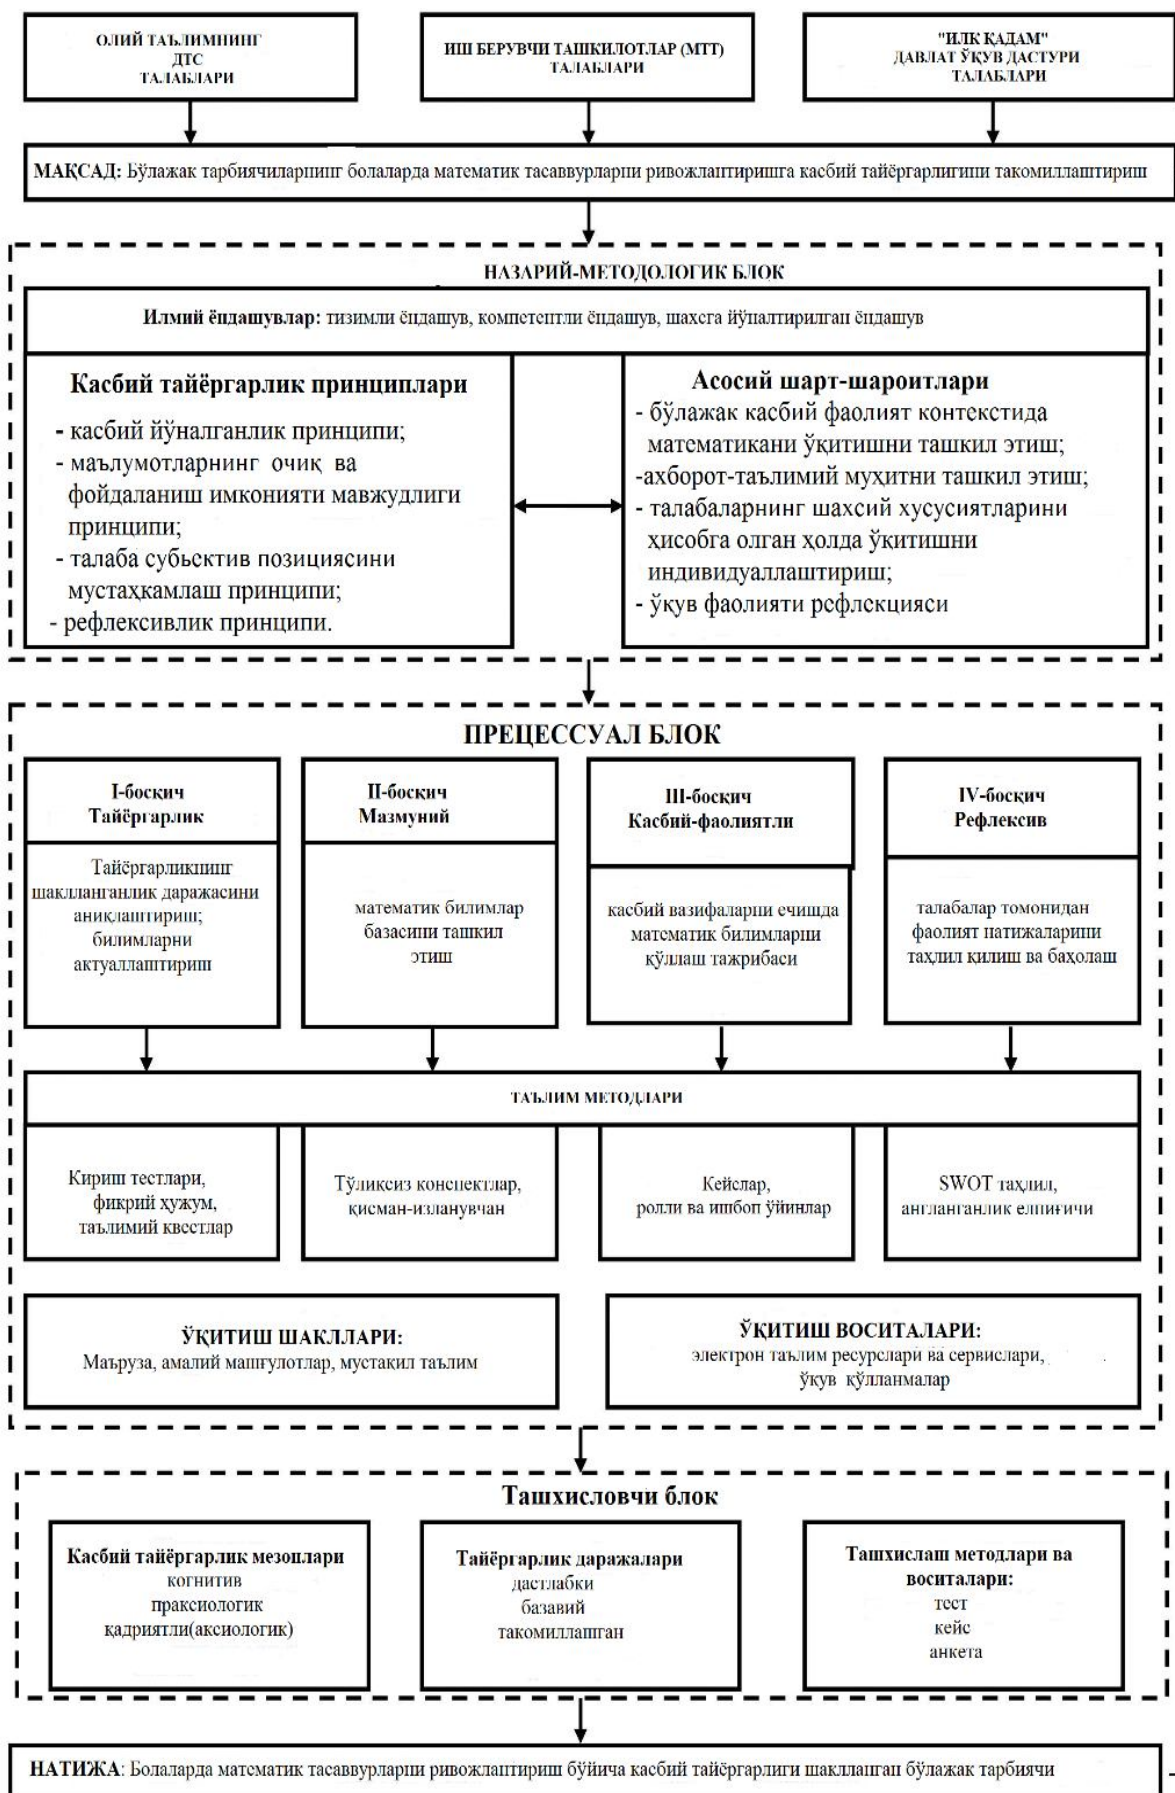 ОЛИЙ ТАЪЛИМНИНГ
ДТС
ТАЛАБЛАРИ
ИШ БЕРУВЧИ ТАШКИЛОТЛАР (МТТ)
ТАЛАБЛАРИ
"ИЛК ҚАДАМ"
ДАВЛАТ ЎҚУВ ДАСТУРИ
ТАЛАБЛАРИ
МАҚСАД: Бўлажак тарбиячиларнинг болаларда математик тасаввурларни ривожлантиришга касбий тайёргарлигини такомиллаштириш
НАЗАРИЙ-МЕТОДОЛОГИК БЛОК
Илмий ёндашувлар: тизимли ёндашув, компетентли ёндашув, шахсга йўналтирилган ёндашув
Касбий тайёргарлик принциплари
- касбий йўналганлик принципи;
- маълумотларнинг очиқ ва
фойдаланиш имконияти мавжудлиги
принципи;
- талаба субьектив позициясини
мустаҳкамлаш принципи;
- рефлексивлик принципи.
Асосий шарт-шароитлари
- бўлажак касбий фаолият контекстида
математикани ўқитишни ташкил этиш;
-ахборот-таълимий муҳитни ташкил этиш;
- талабаларнинг шахсий хусусиятларини
ҳисобга олган ҳолда ўқитишни
индивидуаллаштириш;
- ўқув фаолияти рефлекцияси
ПРЕЦЕССУАЛ БЛОК
I-босқич
Тайёргарлик
II-босқич
Мазмуний
III-босқич
Касбий-фаолиятли
IV-босқич
Рефлексив
Тайёргарликнинг
шаклланганлик даражасини
аниқлаштириш;
билимларни
актуаллаштириш
математик билимлар
базасини ташкил
этиш
касбий вазифаларни ечишда
математик билимларни
қўллаш тажрибаси
талабалар томонидан
фаолият натижаларини
таҳлил қилиш ва баҳолаш
ТАЪЛИМ МЕТОДЛАРИ
Кириш тестлари,
фикрий ҳужум,
таълимий квестлар
Тўлиқсиз конспектлар,
қисман-изланувчан
Кейслар,
ролли ва ишбоп ўйинлар
SWOT таҳлил,
англанганлик елпиғичи
ЎҚИТИШ ШАКЛЛАРИ:
Маъруза, амалий машғулотлар, мустақил таълим
ЎҚИТИШ ВОСИТАЛАРИ:
электрон таълим ресурслари ва сервислари,
ўқув қўлланмалар
Ташхисловчи блок
Касбий тайёргарлик мезонлари
когнитив
праксиологик
қадриятли(аксиологик)
Тайёргарлик даражалари
дастлабки
базавий
такомиллашган
Ташхислаш методлари ва
воситалари:
тест
кейс
анкета
НАТИЖА: Болаларда математик тасаввурларни ривожлантириш бўйича касбий тайёргарлиги шаклланган бўлажак тарбиячи